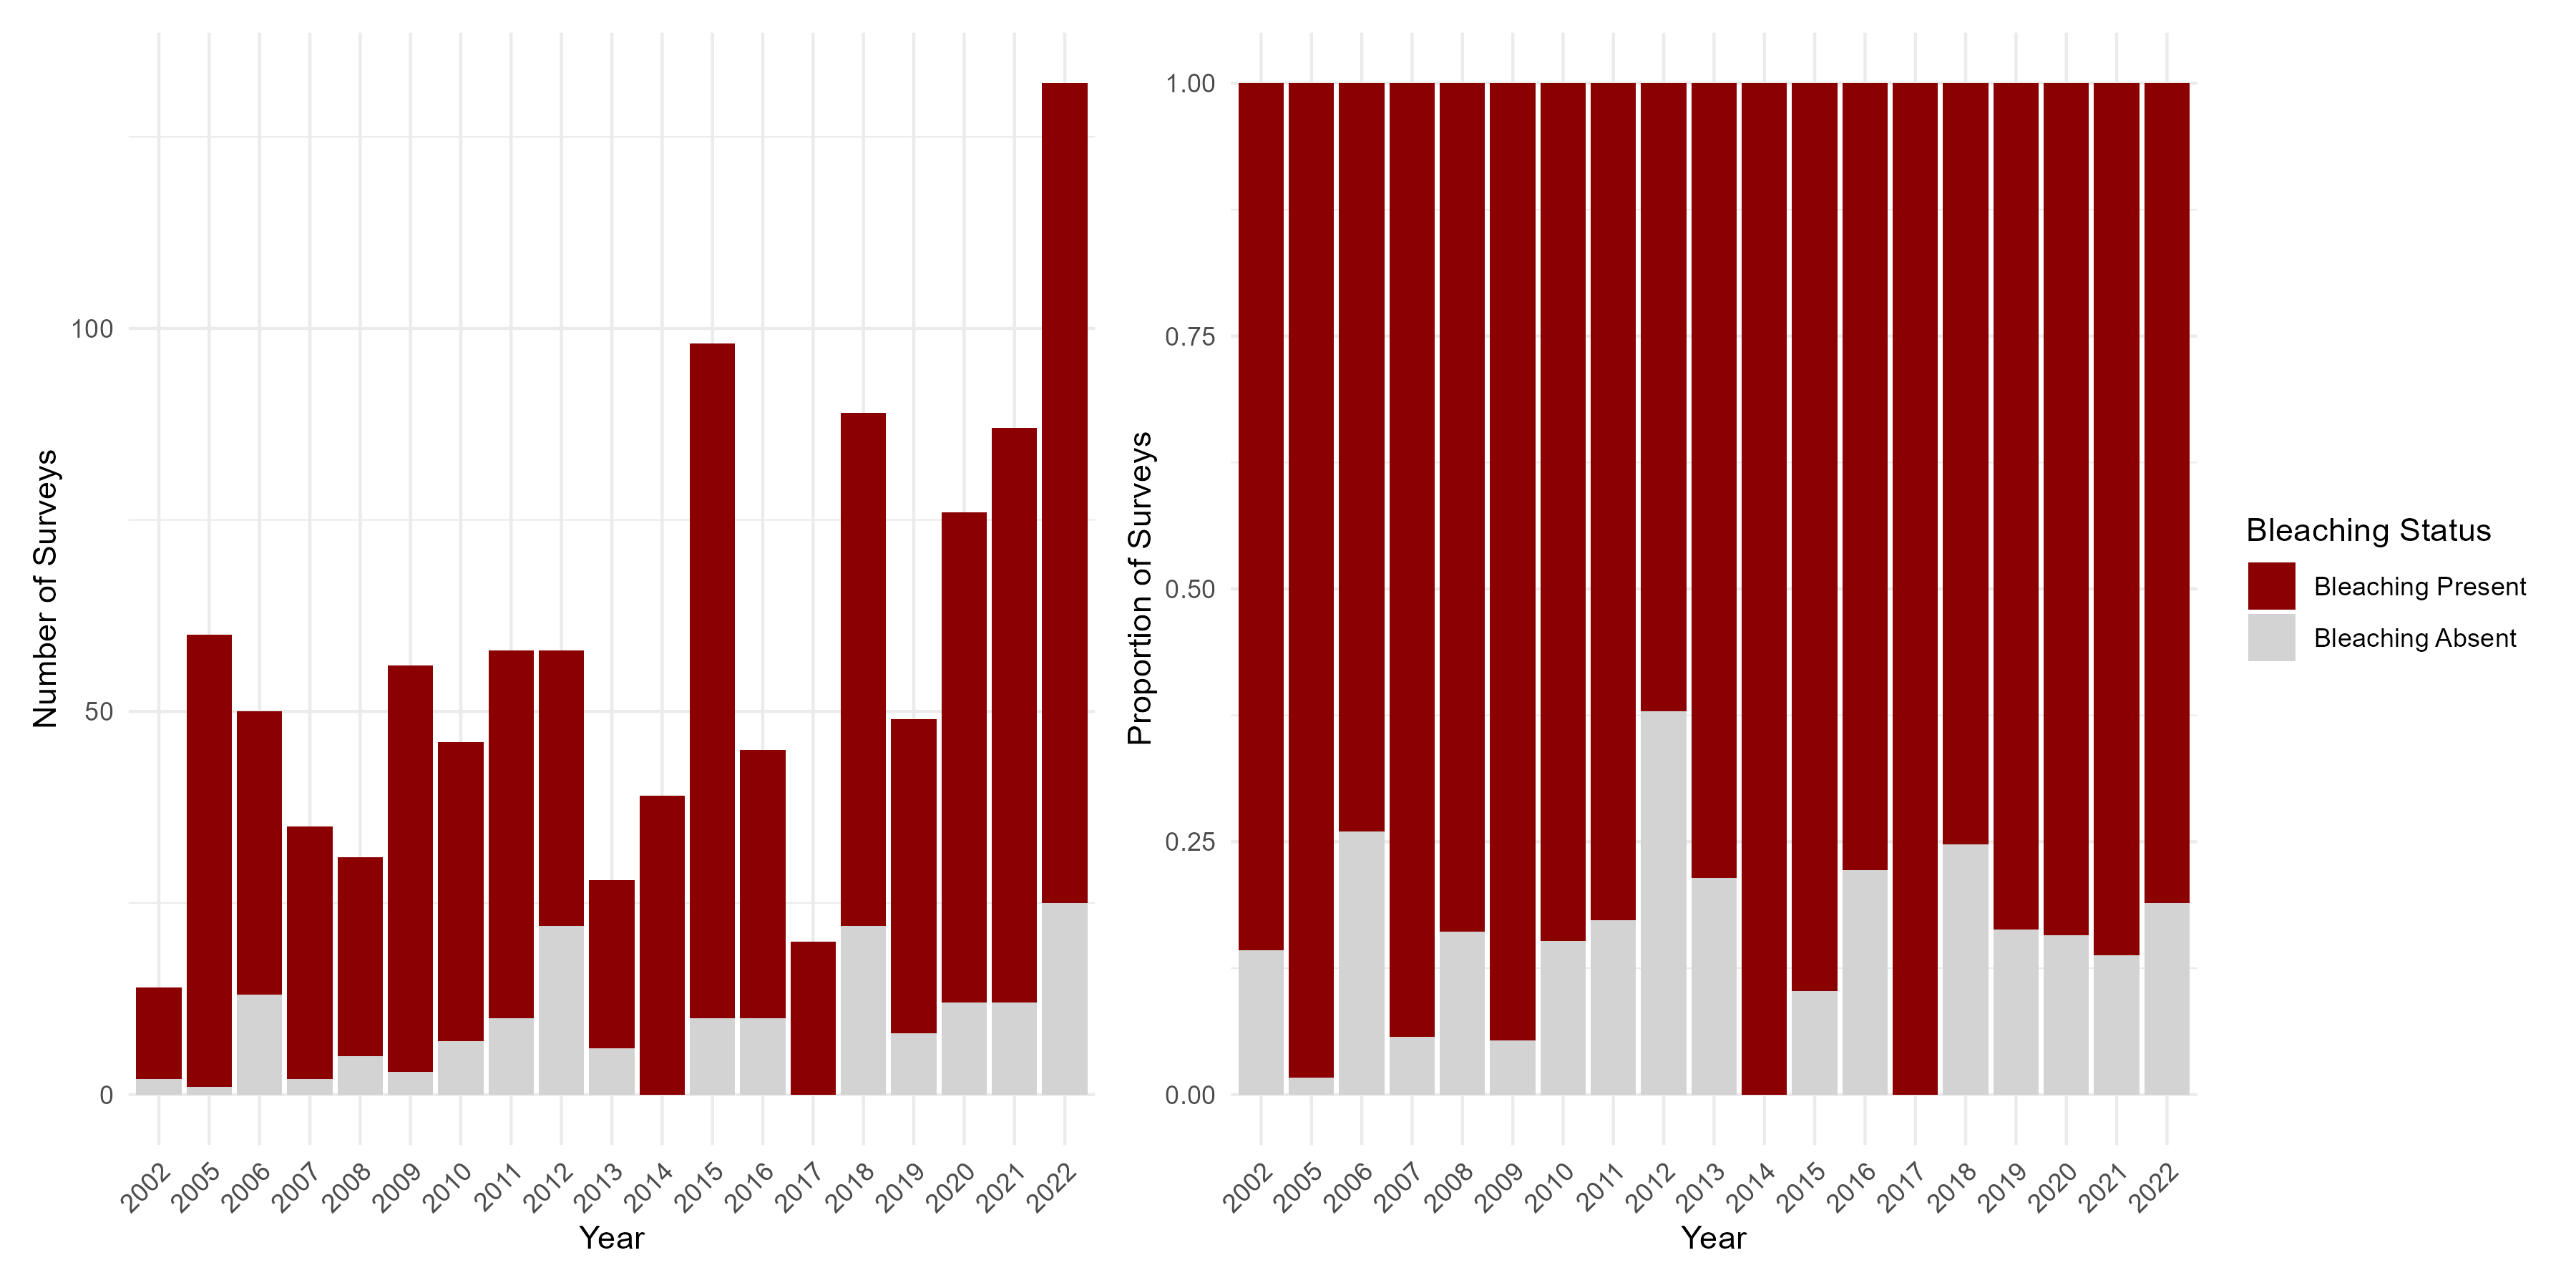 Number of Surveys
100
50
0
2002 2005 2006 2007 2008 2009 2010 2011 2012 2013 2014 2015 2016 2017 2018 2019 2020 2021 2022
Year
Proportion of Surveys
1.00
0.75
0.50
0.25
0.00
2002 2005 2006 2007 2008 2009 2010 2011 2012 2013 2014 2015 2016 2017 2018 2019 2020 2021 2022
Year
Bleaching Status
Bleaching Present
Bleaching Absent